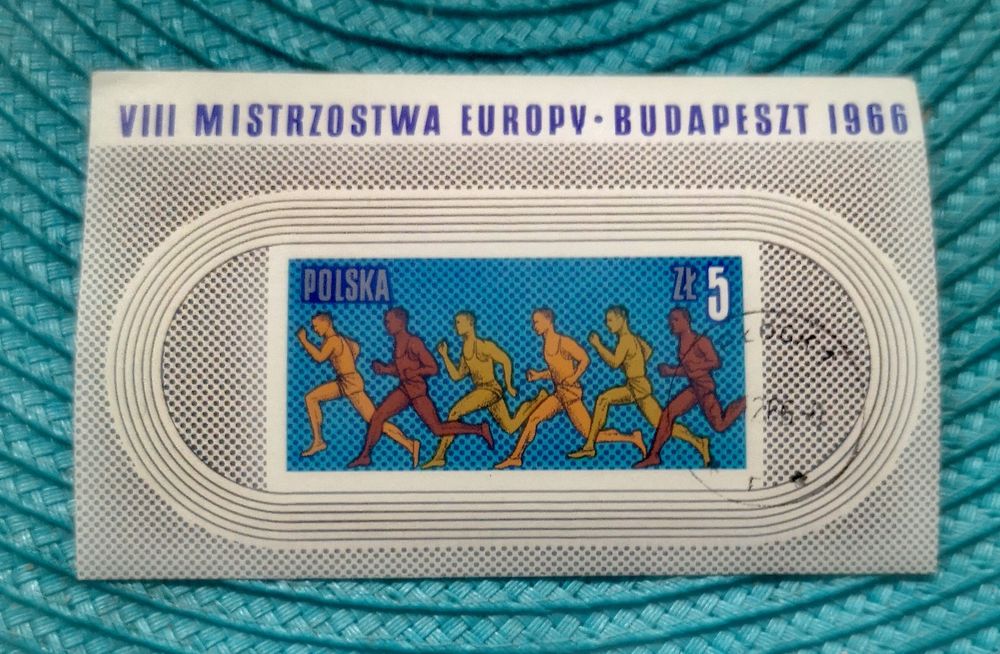 VIII MISTRZOSTWA EUROPY · BUDAPESZT 1966
POLSKA ZŁ 5